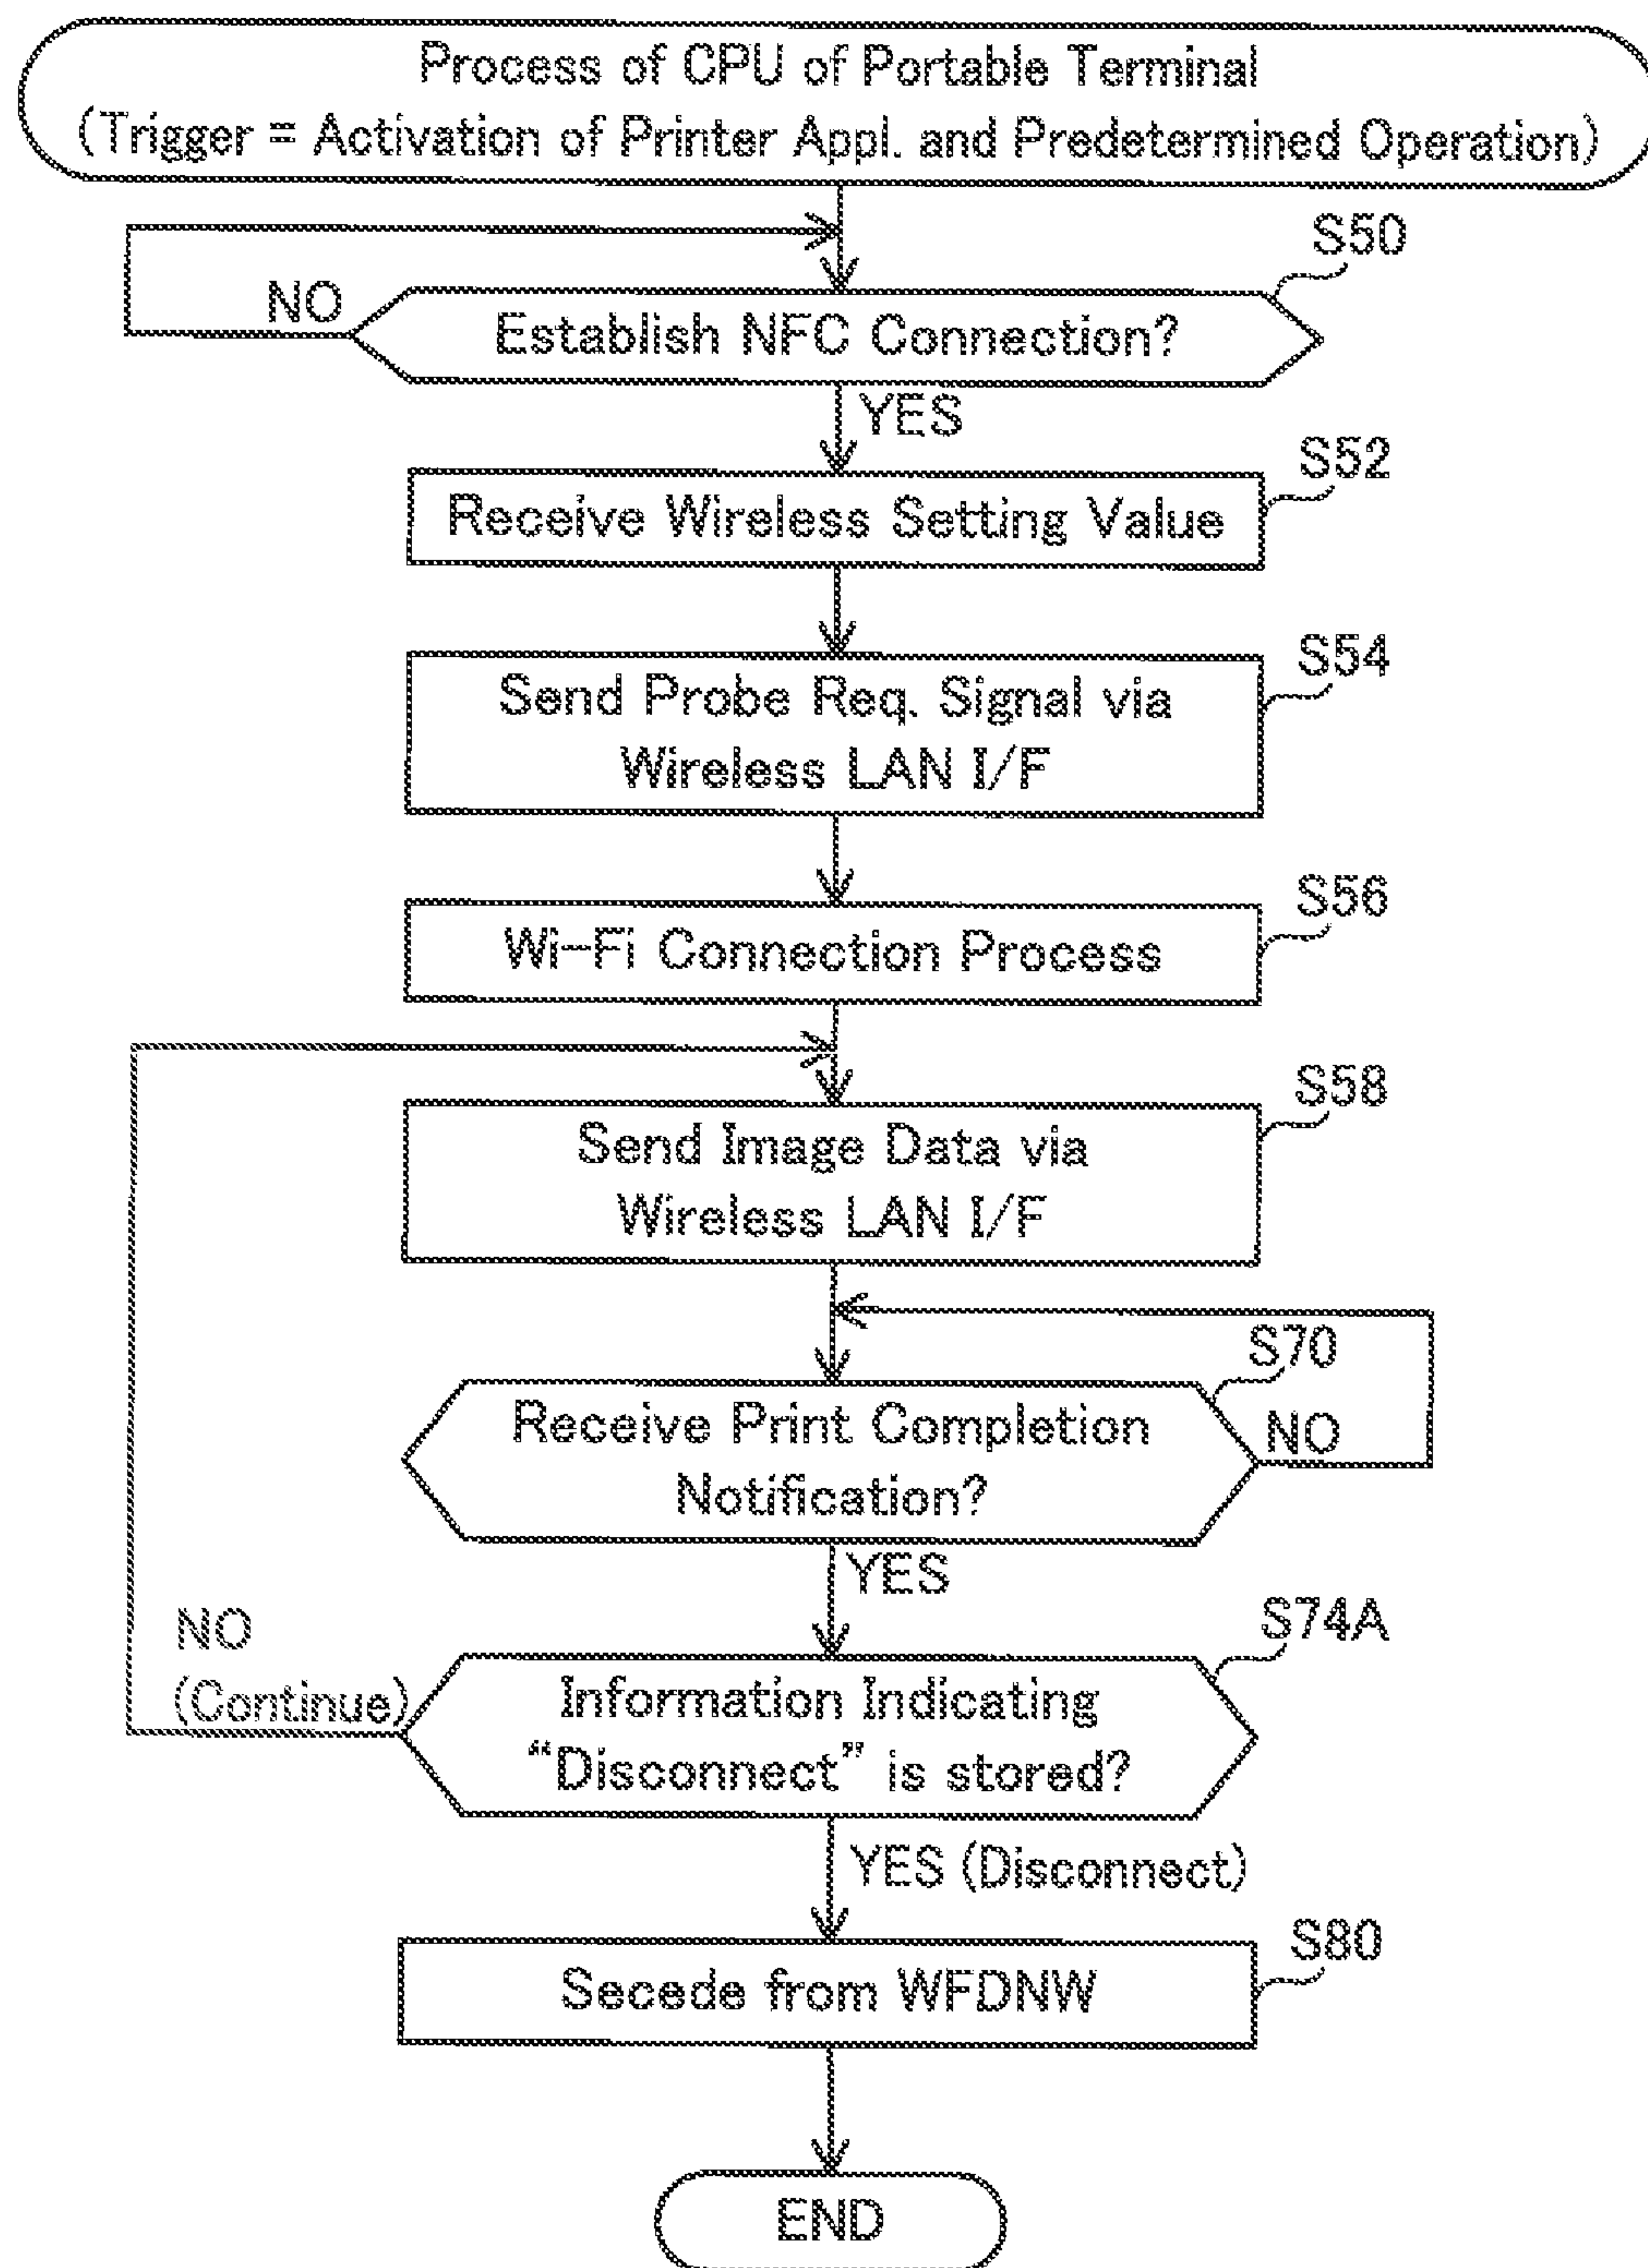 Process of CPU of Portable Terminal
(Trigger = Activation of Printer Appl. and Predetermined Operation)
S50
NO
Establish NFC Connection?
YES
S52
Receive Wireless Setting Value
S54
Send Probe Req. Signal via
Wireless LAN I/F
S56
Wi-Fi Connection Process
S58
Send Image Data via
Wireless LAN I/F
S70
Receive Print Completion
NO
Notification?
YES
S74A
NO
(Continue)
Information Indicating
“Disconnect” is stored?
YES (Disconnect)
S80
Secede from WFDNW
END